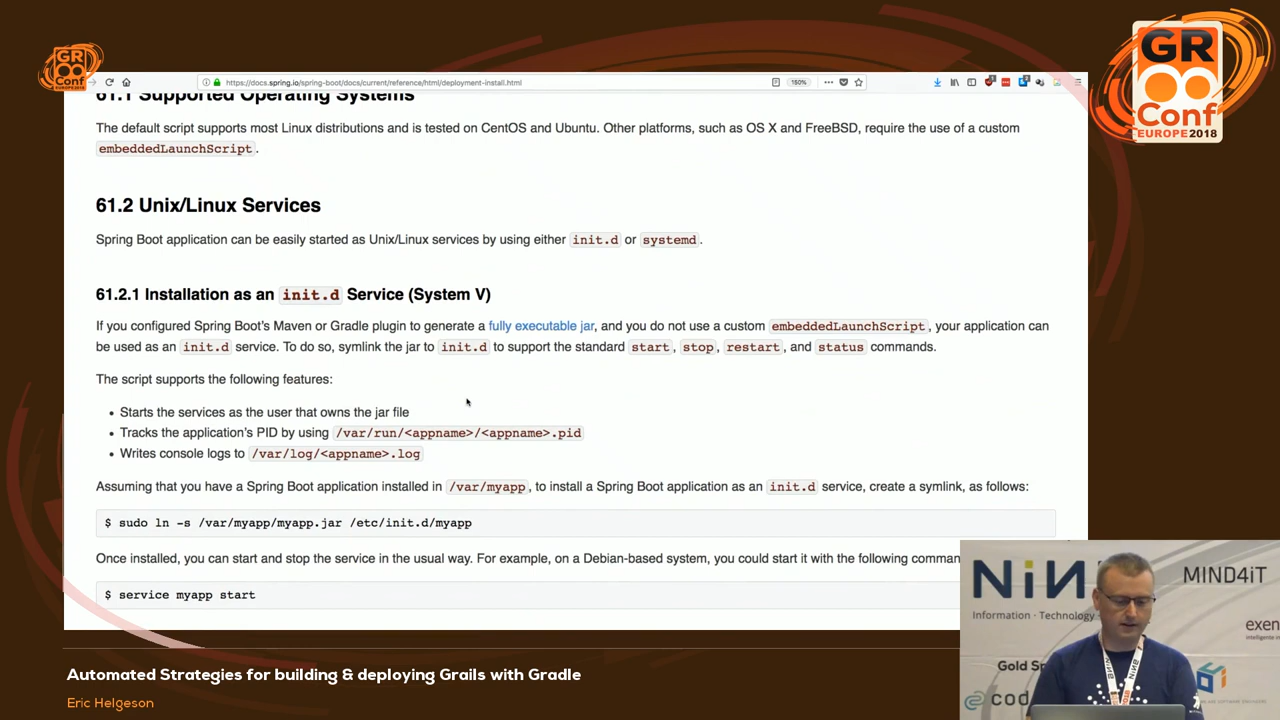 GR
Conf
EUROPE2018
GR
Conf
EUROPE 2018
https://docs.spring.io/spring-boot/docs/current/reference/html/deployment-install.html
150%
61.1 Supported Operating Systems
The default script supports most Linux distributions and is tested on CentOS and Ubuntu. Other platforms, such as OS X and FreeBSD, require the use of a custom
embeddedLaunchScript.
61.2 Unix/Linux Services
Spring Boot application can be easily started as Unix/Linux services by using either init.d or systemd.
61.2.1 Installation as an init.d Service (System V)
If you configured Spring Boot's Maven or Gradle plugin to generate a fully executable jar, and you do not use a custom embeddedLaunchScript, your application can
be used as an init.d service. To do so, symlink the jar to init.d to support the standard start, stop, restart, and status commands.
The script supports the following features:
• Starts the services as the user that owns the jar file
• Tracks the application's PID by using /var/run/<appname>/<appname>.pid
• Writes console logs to /var/log/<appname>.log
Assuming that you have a Spring Boot application installed in /var/myapp, to install a Spring Boot application as an init.d service, create a symlink, as follows:
$ sudo ln -s /var/myapp/myapp.jar /etc/init.d/myapp
Once installed, you can start and stop the service in the usual way. For example, on a Debian-based system, you could start it with the following comman
$ service myapp start
NiN
MIND4iT
Information · Technology
exen
Gold Sp
cod
Automated Strategies for building & deploying Grails with Gradle
Eric Helgeson